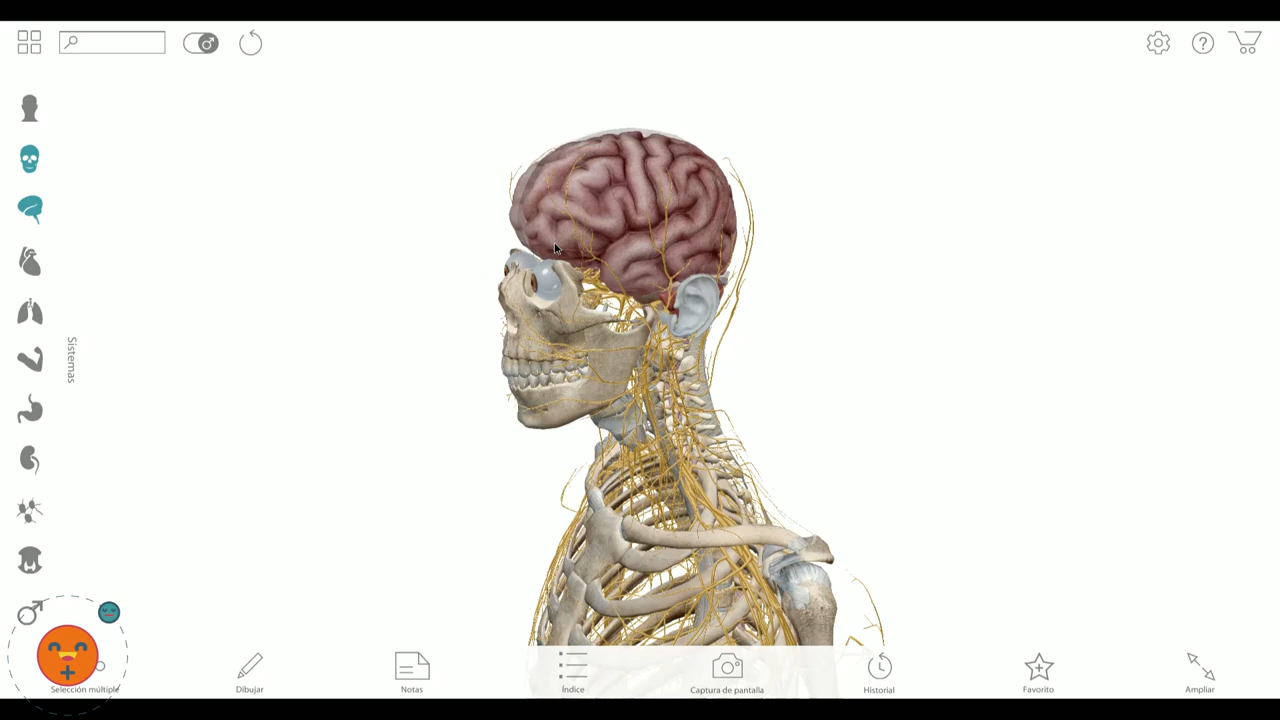 Sistemas
Selección múltiple
Dibujar
Notas
Índice
Captura de pantalla
Historial
Favorito
Ampliar